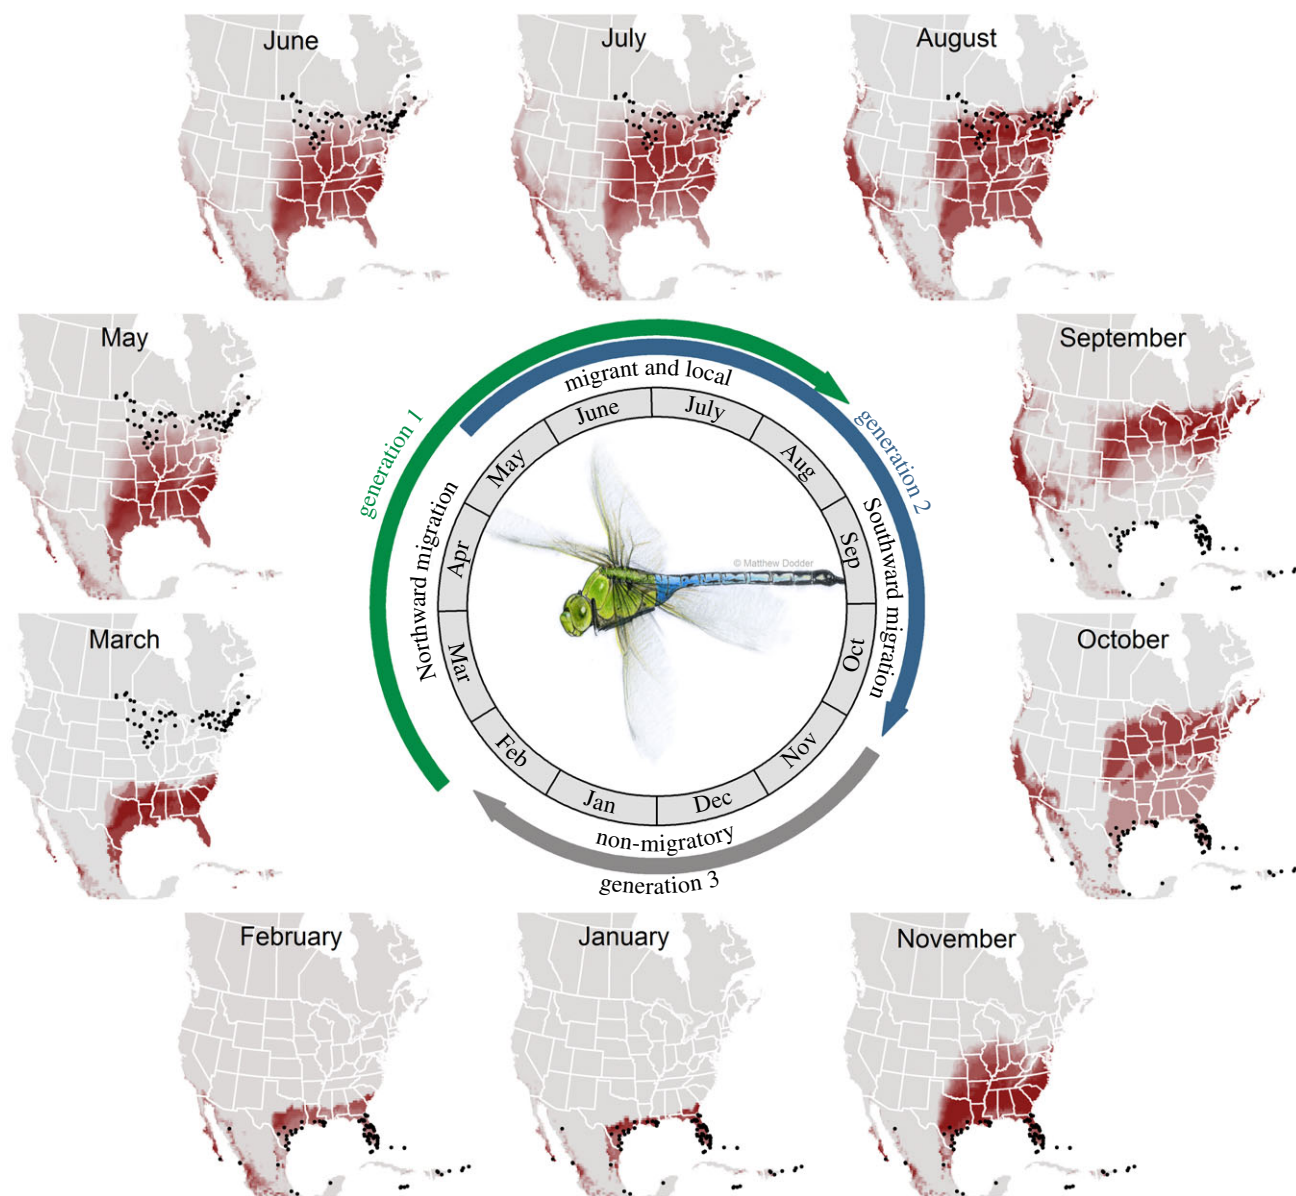 June
July
August
May
September
March
October
February
January
November
generation 1
generation 2
generation 3
migrant and local
Northward migration
Southward migration
non-migratory
June
July
Aug
Sep
Oct
Nov
Dec
Jan
Feb
Mar
Apr
May
© Matthew Dodder